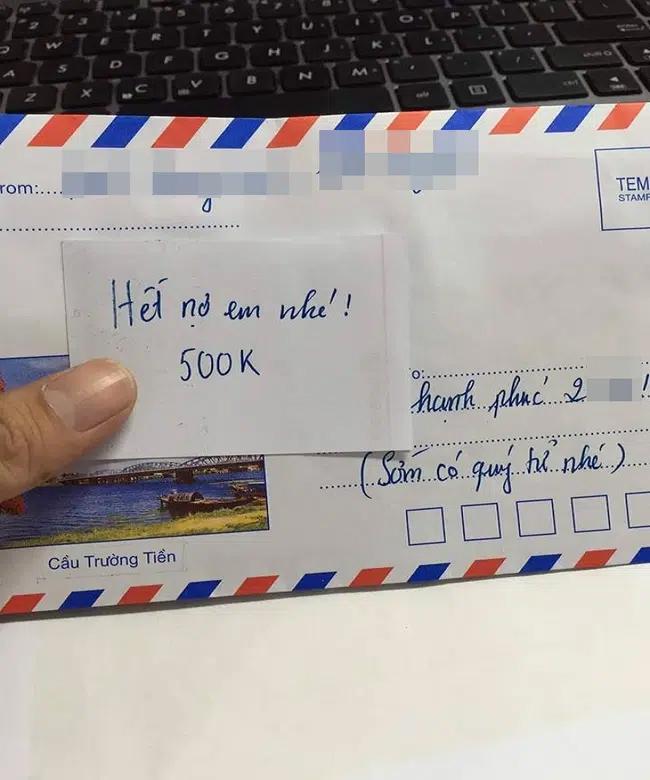 rom:
TEM
STAMP
Hết nợ em nhé!
500K
o:
hạnh phúc 2 !
(Sớm có quý tử nhé)
Cầu Trường Tiền